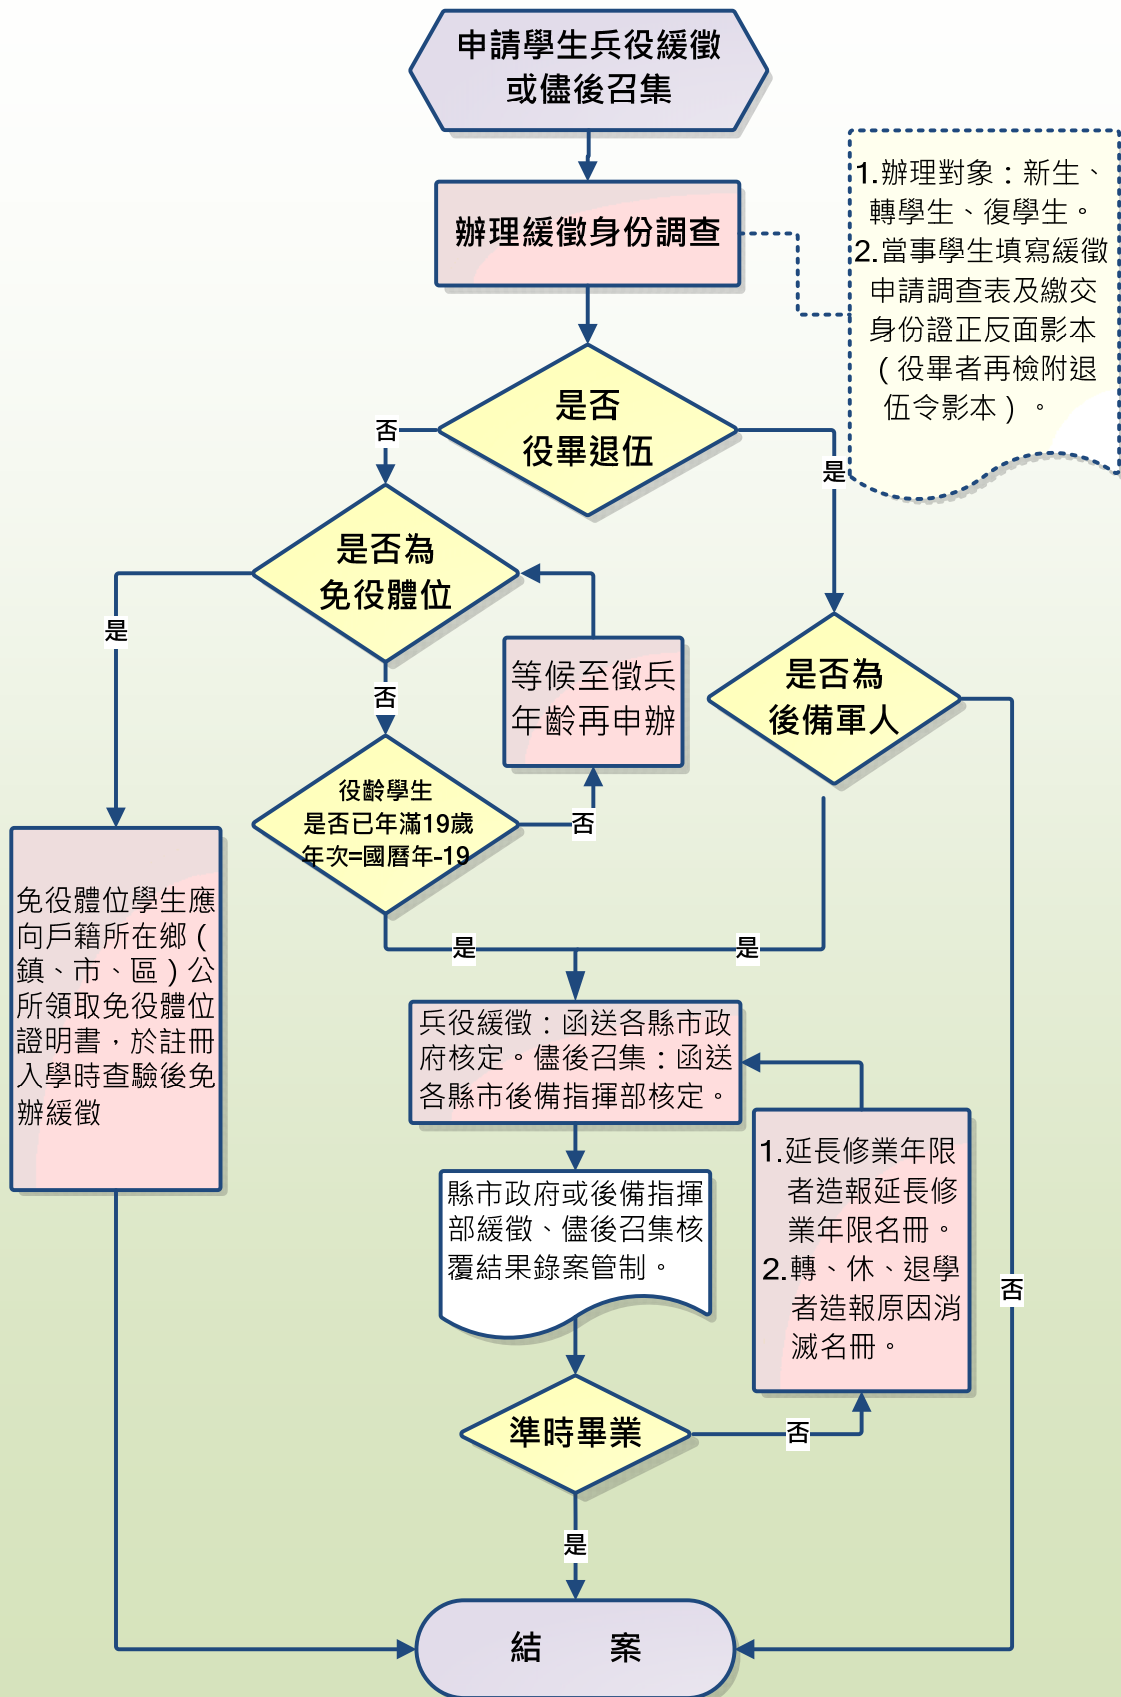 申請學生兵役緩徵
或儘後召集
辦理緩徵身份調查
1.辦理對象：新生、
轉學生、復學生。
2.當事學生填寫緩徵
申請調查表及繳交
身份證正反面影本
（役畢者再檢附退
伍令影本）。
是否
役畢退伍
否
是
是否為
免役體位
是
否
等候至徵兵
年齡再申辦
是否為
後備軍人
役齡學生
是否已年滿19歲
年次=國曆年-19
否
免役體位學生應
向戶籍所在鄉（
鎮、市、區）公
所領取免役體位
證明書，於註冊
入學時查驗後免
辦緩徵
是
是
兵役緩徵：函送各縣市政
府核定。儘後召集：函送
各縣市後備指揮部核定。
縣市政府或後備指揮
部緩徵、儘後召集核
覆結果錄案管制。
1.延長修業年限
者造報延長修
業年限名冊。
2.轉、休、退學
者造報原因消
滅名冊。
否
準時畢業
否
是
結　　案